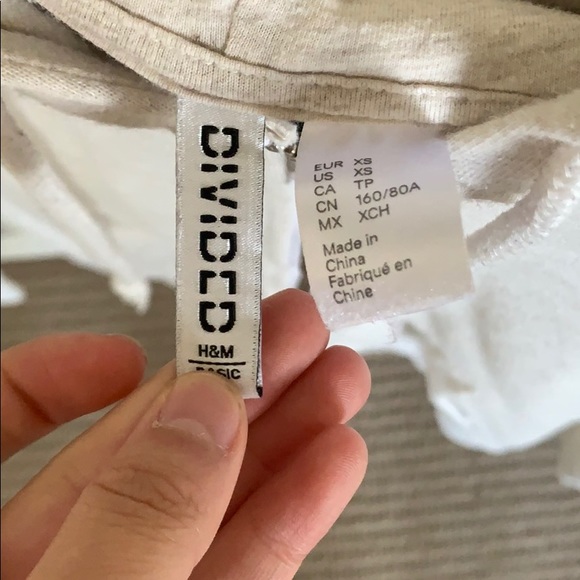 DIVIDED
H&M
BASIC
EUR XS
US XS
CA TP
CN 160/80A
MX XCH
Made in
China
Fabriqué en
Chine